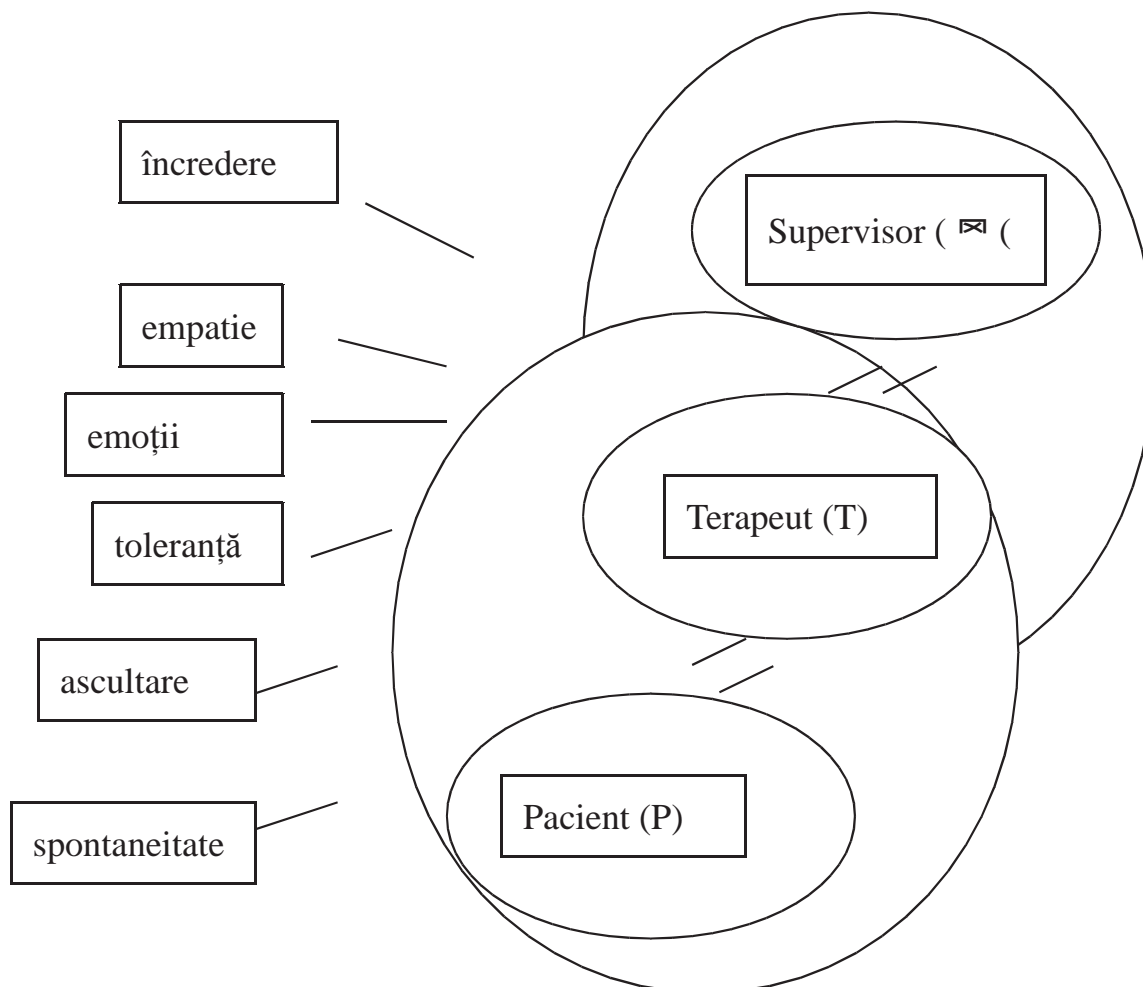 încredere
Supervisor ( (
empatie
emoții
Terapeut (T)
toleranță
ascultare
Pacient (P)
spontaneitate